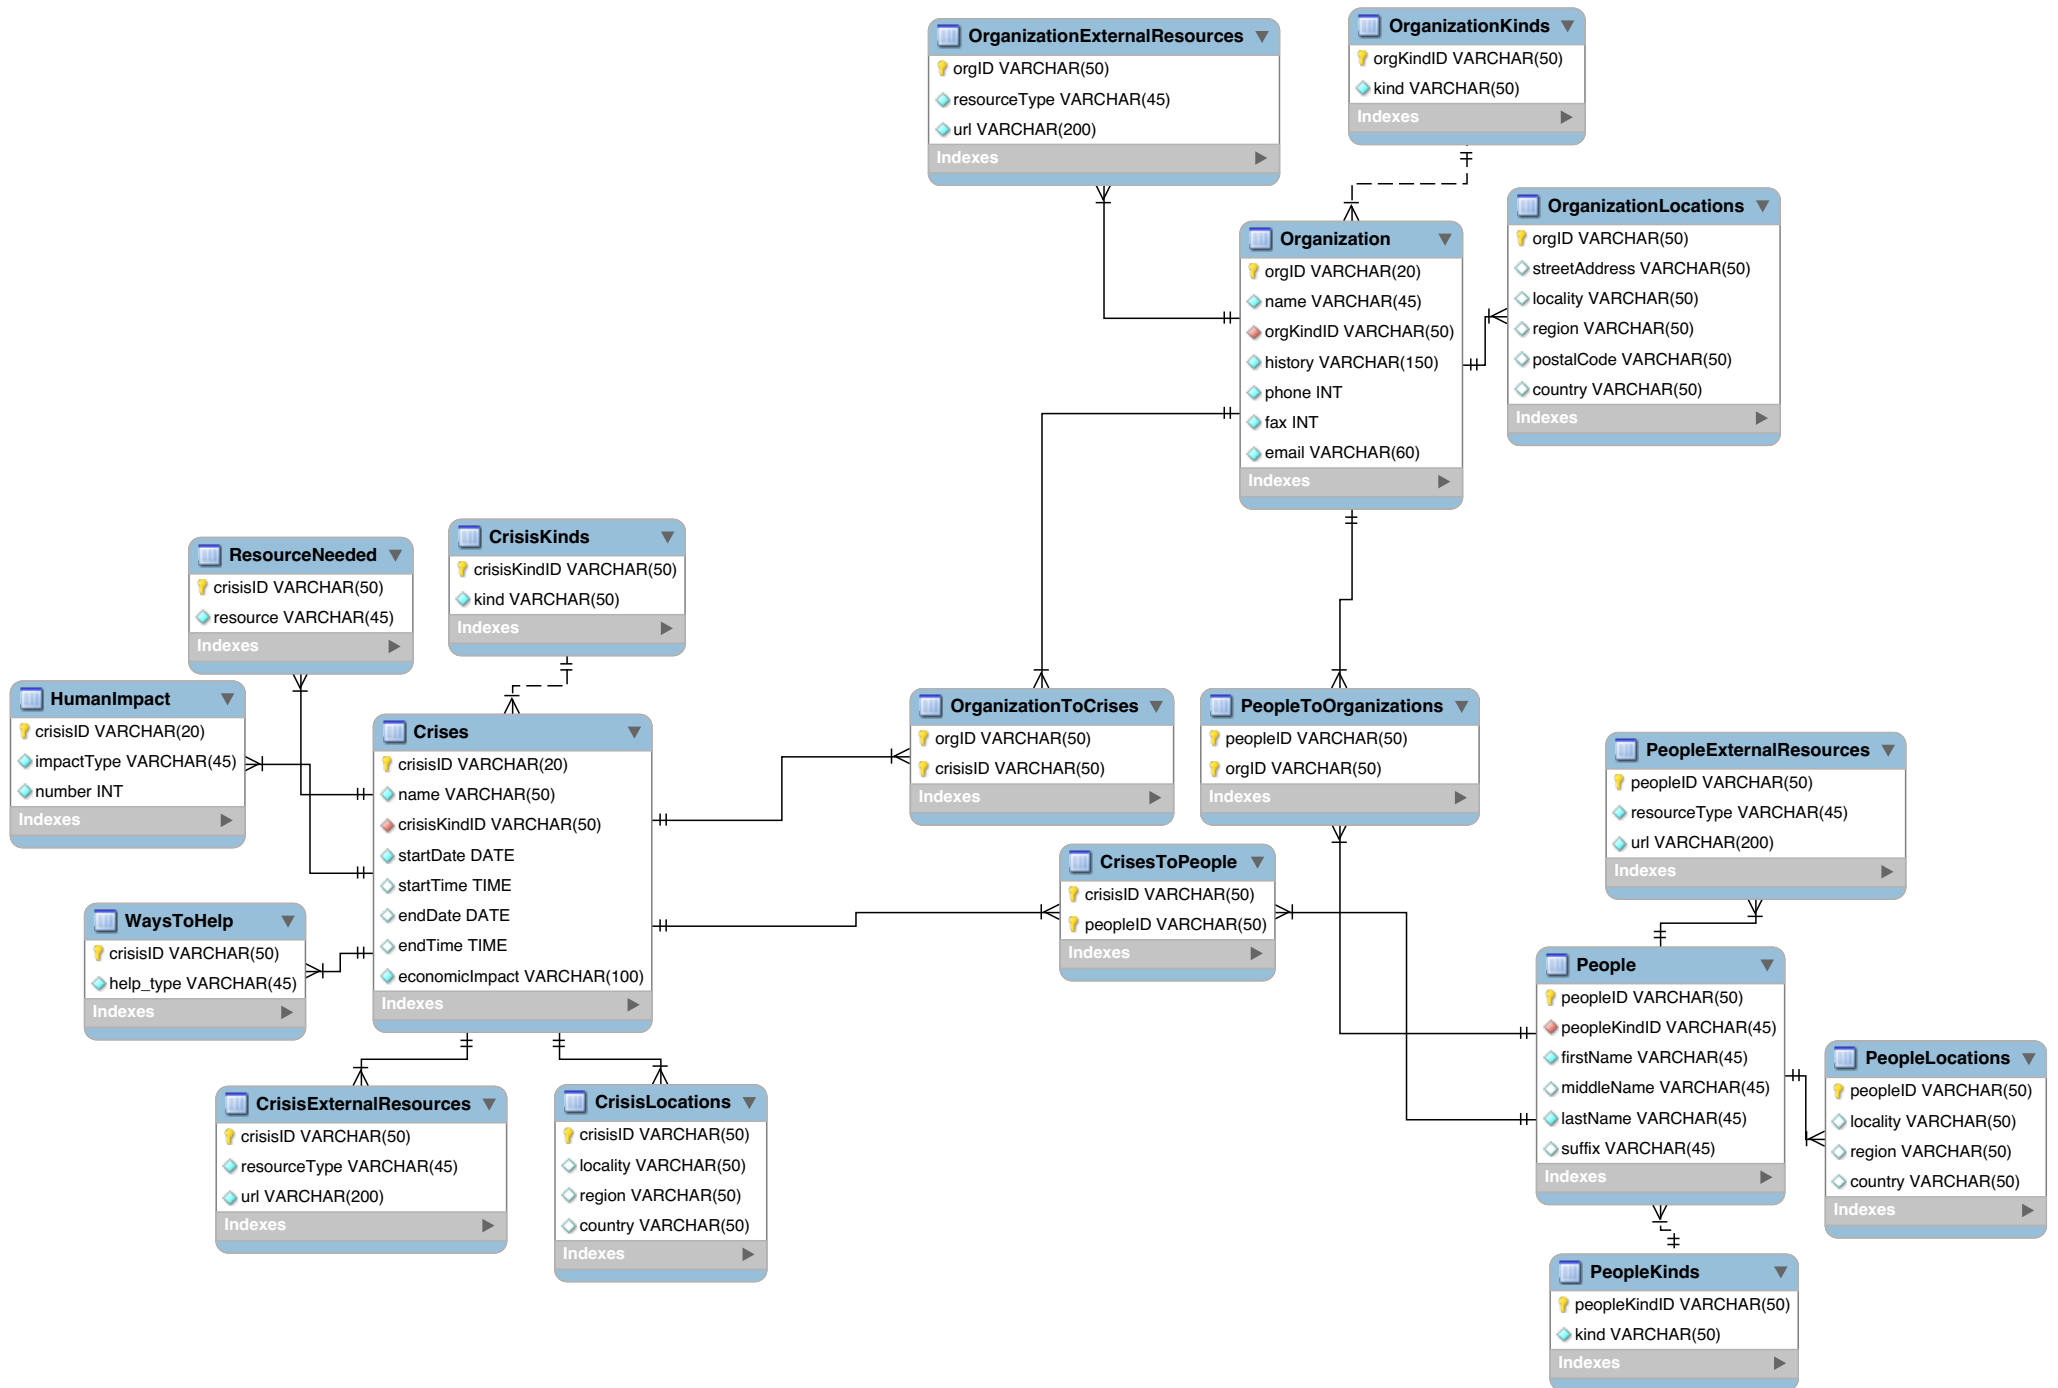 OrganizationExternalResources
orgID VARCHAR(50)
resourceType VARCHAR(45)
url VARCHAR(200)
Indexes
OrganizationKinds
orgKindID VARCHAR(50)
kind VARCHAR(50)
Indexes
Organization
orgID VARCHAR(20)
name VARCHAR(45)
orgKindID VARCHAR(50)
history VARCHAR(150)
phone INT
fax INT
email VARCHAR(60)
Indexes
OrganizationLocations
orgID VARCHAR(50)
streetAddress VARCHAR(50)
locality VARCHAR(50)
region VARCHAR(50)
postalCode VARCHAR(50)
country VARCHAR(50)
Indexes
ResourceNeeded
crisisID VARCHAR(50)
resource VARCHAR(45)
Indexes
CrisisKinds
crisisKindID VARCHAR(50)
kind VARCHAR(50)
Indexes
HumanImpact
crisisID VARCHAR(20)
impactType VARCHAR(45)
number INT
Indexes
Crises
crisisID VARCHAR(20)
name VARCHAR(50)
crisisKindID VARCHAR(50)
startDate DATE
startTime TIME
endDate DATE
endTime TIME
economicImpact VARCHAR(100)
Indexes
OrganizationToCrises
orgID VARCHAR(50)
crisisID VARCHAR(50)
Indexes
PeopleToOrganizations
peopleID VARCHAR(50)
orgID VARCHAR(50)
Indexes
PeopleExternalResources
peopleID VARCHAR(50)
resourceType VARCHAR(45)
url VARCHAR(200)
Indexes
CrisesToPeople
crisisID VARCHAR(50)
peopleID VARCHAR(50)
Indexes
WaysToHelp
crisisID VARCHAR(50)
help_type VARCHAR(45)
Indexes
People
peopleID VARCHAR(50)
peopleKindID VARCHAR(45)
firstName VARCHAR(45)
middleName VARCHAR(45)
lastName VARCHAR(45)
suffix VARCHAR(45)
Indexes
PeopleLocations
peopleID VARCHAR(50)
locality VARCHAR(50)
region VARCHAR(50)
country VARCHAR(50)
Indexes
CrisisExternalResources
crisisID VARCHAR(50)
resourceType VARCHAR(45)
url VARCHAR(200)
Indexes
CrisisLocations
crisisID VARCHAR(50)
locality VARCHAR(50)
region VARCHAR(50)
country VARCHAR(50)
Indexes
PeopleKinds
peopleKindID VARCHAR(50)
kind VARCHAR(50)
Indexes